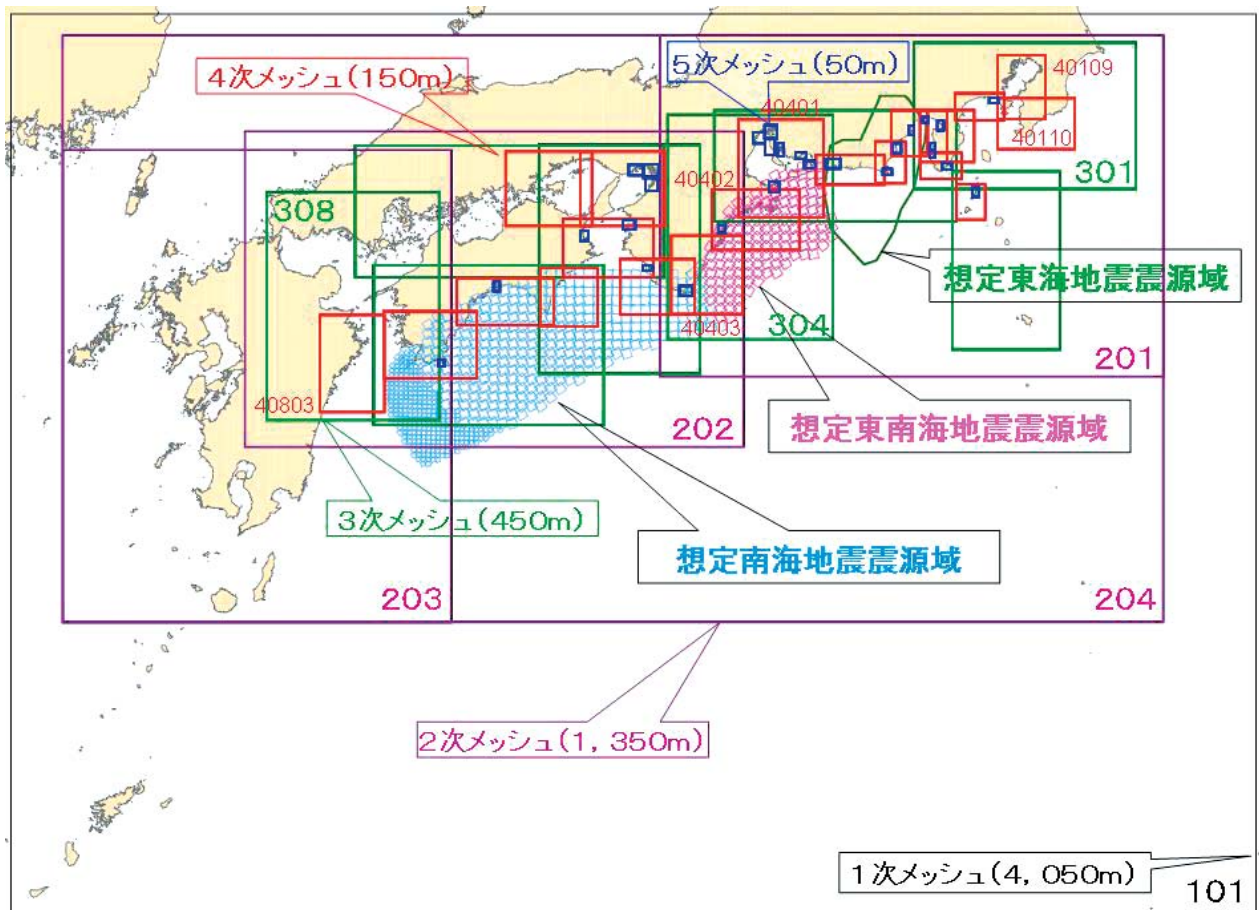 4次メッシュ(150m)
5次メッシュ(50m)
40109
40401
40110
301
40402
308
想定東海地震震源域
304
40403
201
40803
202
想定東南海地震震源域
3次メッシュ(450m)
想定南海地震震源域
203
204
2次メッシュ(1, 350m)
1次メッシュ(4, 050m)
101